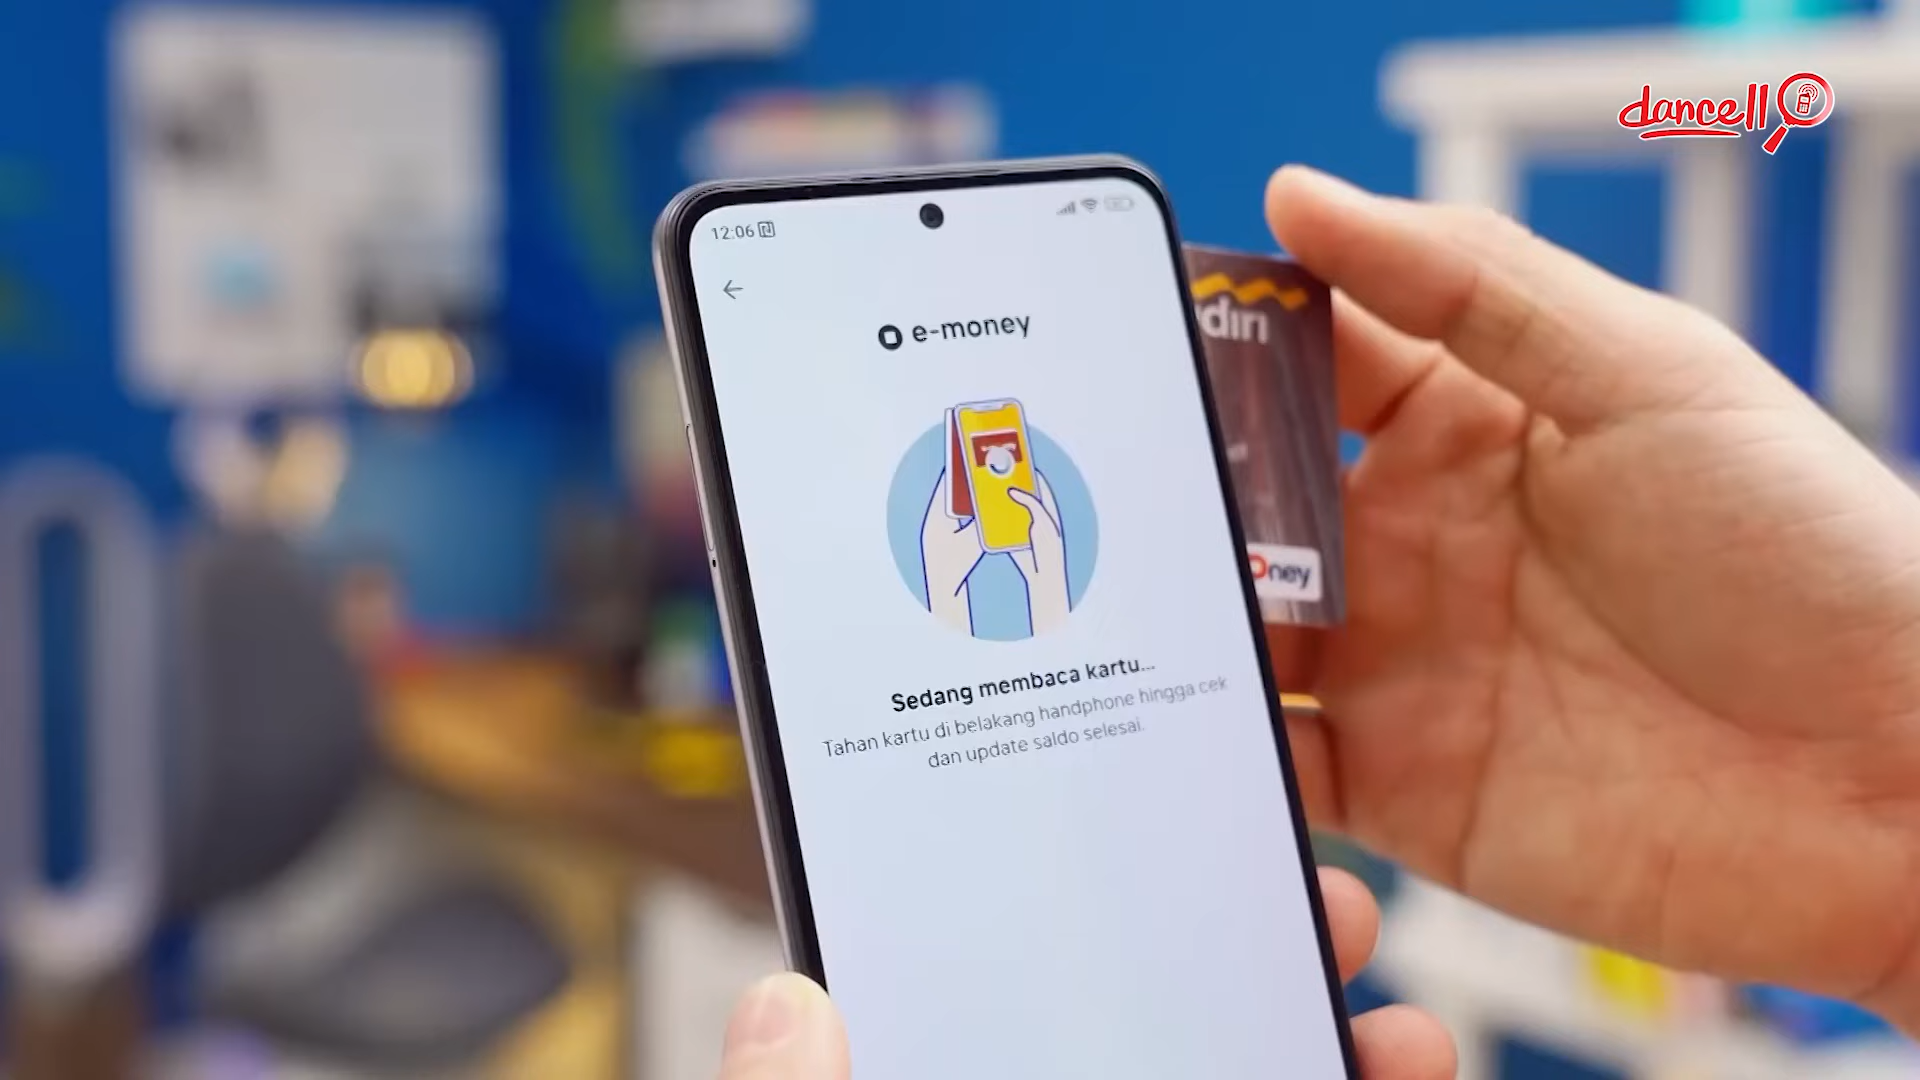 dancell
12:06
e-money
diri
ney
Sedang membaca kartu...
Tahan kartu di belakang handphone hingga cek
dan update saldo selesai.